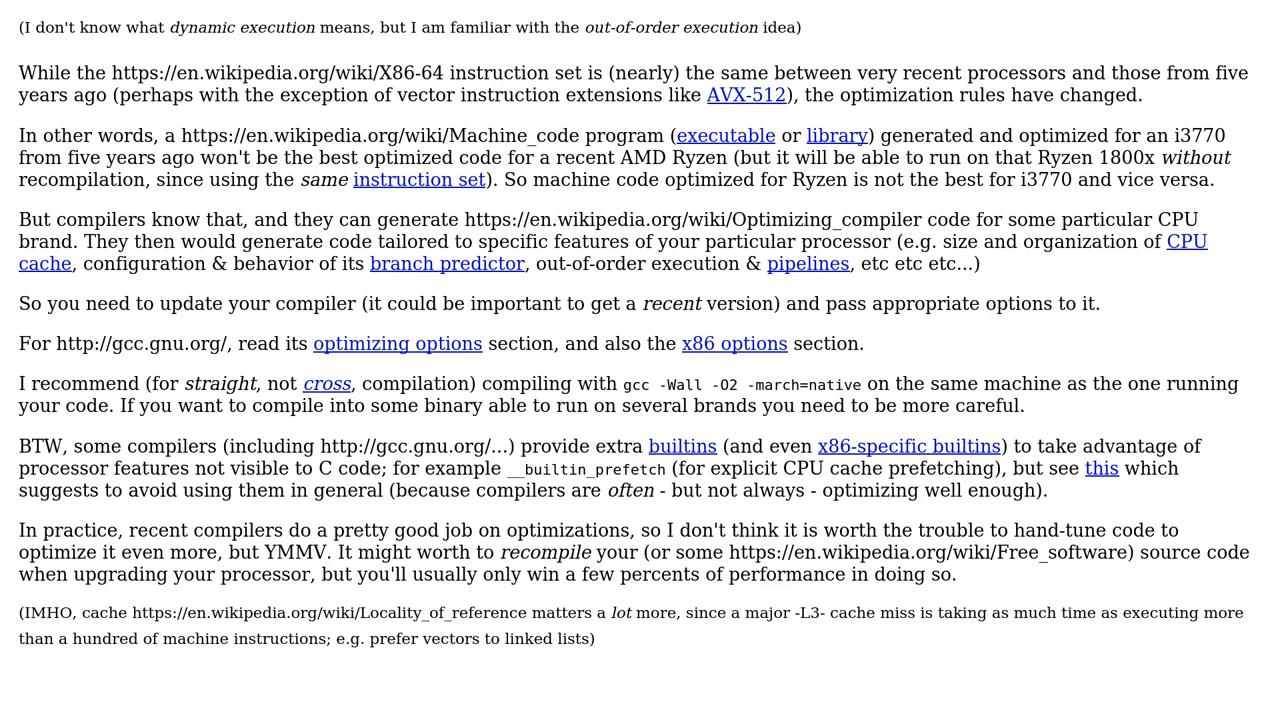 (I don't know what dynamic execution means, but I am familiar with the out-of-order execution idea)
While the https://en.wikipedia.org/wiki/X86-64 instruction set is (nearly) the same between very recent processors and those from five
years ago (perhaps with the exception of vector instruction extensions like AVX-512), the optimization rules have changed.
In other words, a https://en.wikipedia.org/wiki/Machine_code program (executable or library) generated and optimized for an i3770
from five years ago won't be the best optimized code for a recent AMD Ryzen (but it will be able to run on that Ryzen 1800x without
recompilation, since using the same instruction set). So machine code optimized for Ryzen is not the best for i3770 and vice versa.
But compilers know that, and they can generate https://en.wikipedia.org/wiki/Optimizing_compiler code for some particular CPU
brand. They then would generate code tailored to specific features of your particular processor (e.g. size and organization of CPU
cache, configuration & behavior of its branch predictor, out-of-order execution & pipelines, etc etc etc...)
So you need to update your compiler (it could be important to get a recent version) and pass appropriate options to it.
For http://gcc.gnu.org/, read its optimizing options section, and also the x86 options section.
I recommend (for straight, not cross, compilation) compiling with gcc -Wall -O2 -march=native on the same machine as the one running
your code. If you want to compile into some binary able to run on several brands you need to be more careful.
BTW, some compilers (including http://gcc.gnu.org/...) provide extra builtins (and even x86-specific builtins) to take advantage of
processor features not visible to C code; for example __builtin_prefetch (for explicit CPU cache prefetching), but see this which
suggests to avoid using them in general (because compilers are often - but not always - optimizing well enough).
In practice, recent compilers do a pretty good job on optimizations, so I don't think it is worth the trouble to hand-tune code to
optimize it even more, but YMMV. It might worth to recompile your (or some https://en.wikipedia.org/wiki/Free_software) source code
when upgrading your processor, but you'll usually only win a few percents of performance in doing so.
(IMHO, cache https://en.wikipedia.org/wiki/Locality_of_reference matters a lot more, since a major -L3- cache miss is taking as much time as executing more
than a hundred of machine instructions; e.g. prefer vectors to linked lists)